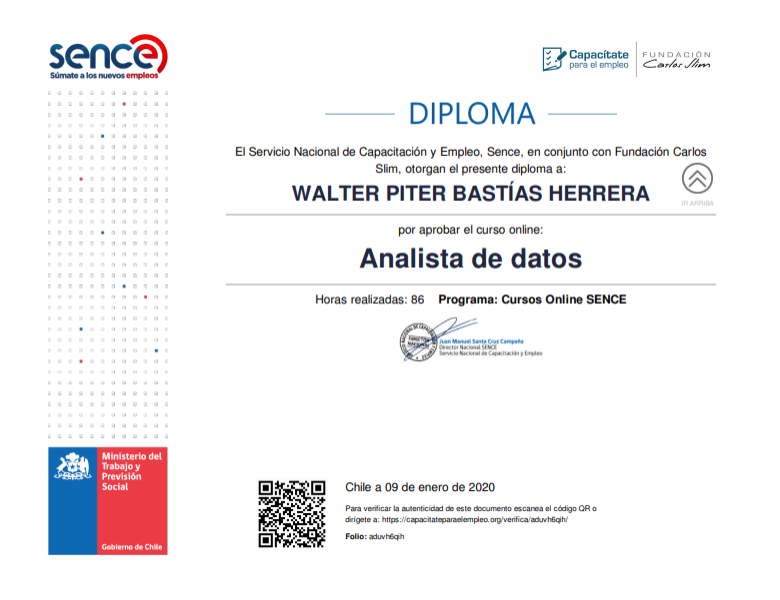 sence
Súmate a los nuevos empleos
Capacítate
para el empleo
FUNDACIÓN
Carlos Slim
DIPLOMA
El Servicio Nacional de Capacitación y Empleo, Sence, en conjunto con Fundación Carlos
Slim, otorgan el presente diploma a:
WALTER PITER BASTÍAS HERRERA
IR ARRIBA
por aprobar el curso online:
Analista de datos
Horas realizadas: 86 Programa: Cursos Online SENCE
DIRECTOR
NACIONAL
Juan Manuel Santa Cruz Campaña
Director Nacional SENCE
Servicio Nacional de Capacitación y Empleo
Ministerio del
Trabajo y
Previsión
Social
Gobierno de Chile
Chile a 09 de enero de 2020
Para verificar la autenticidad de este documento escanea el código QR o
dirígete a: https://capacitateparaelempleo.org/verifica/aduvh6qih/
Folio: aduvh6qih